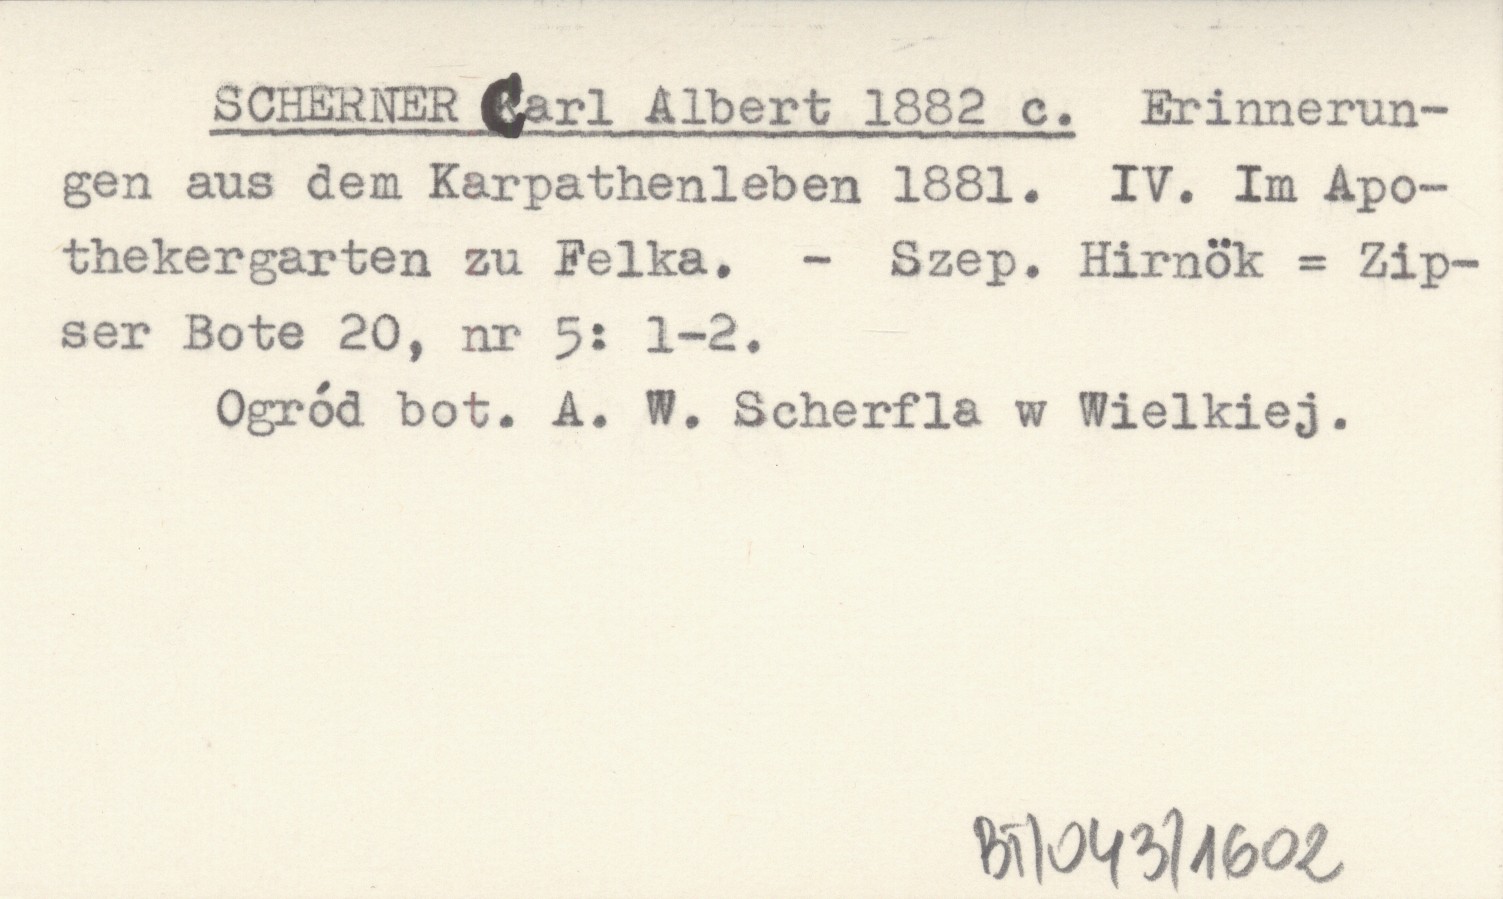 SCHERNER Carl Albert 1882 c. Erinnerun-
gen aus dem Karpathenleben 1881. IV. Im Apo-
thekergarten zu Felka. - Szep. Hirnök = Zip-
ser Bote 20, nr 5: 1-2.
Ogród bot. A. W. Scherfla w Wielkiej.
BT/043/1602